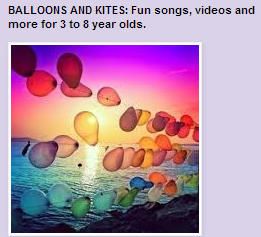 BALLOONS AND KITES: Fun songs, videos and
more for 3 to 8 year olds.